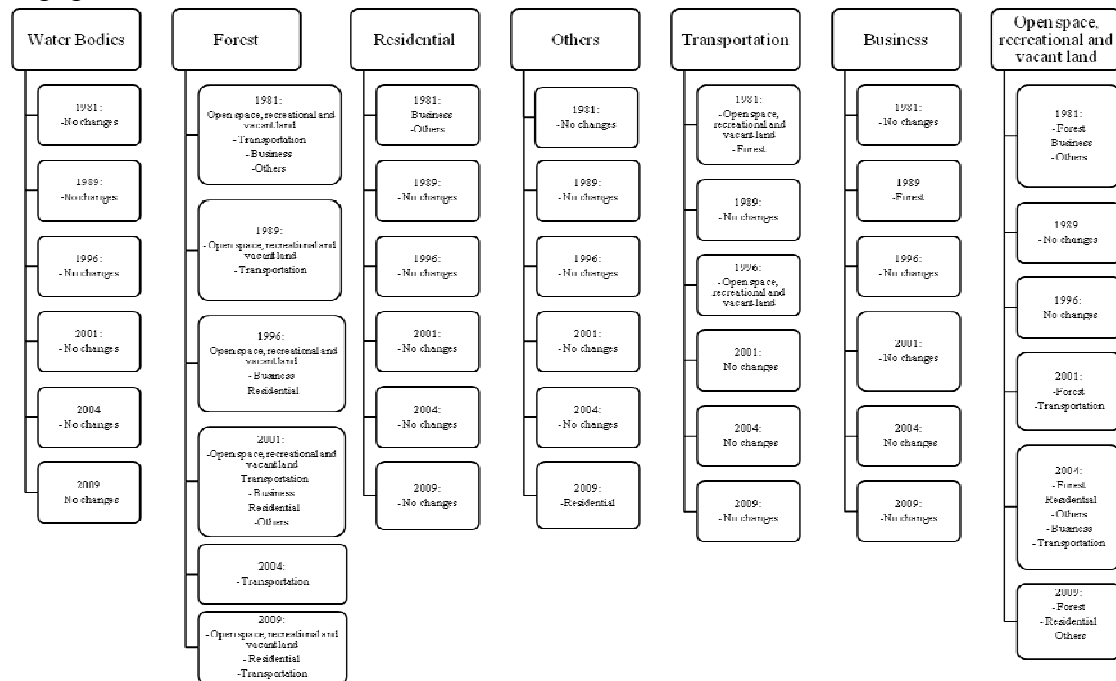 Water Bodies
1981:
-No changes
1989:
-No changes
1996:
-No changes
2001:
-No changes
2004
-No changes
2009
No changes
Forest
1981:
Open space, recreational and
vacant land
-Transportation
-Business
-Others
1989:
-Open space, recreational and
vacant land
-Transportation
1996:
Open space, recreational and
vacant land
-Business
Residential
2001:
-Open space, recreational and
vacant land
Transportation
-Business
Residential
-Others
2004:
-Transportation
2009:
-Open space, recreational and
vacant land
-Residential
-Transportation
Residential
1981:
Business
-Others
1989:
-No changes
1996:
-No changes
2001:
-No changes
2004:
-No changes
2009:
-No changes
Others
1981:
-No changes
1989:
-No changes
1996:
-No changes
2001:
-No changes
2004:
-No changes
2009:
-Residential
Transportation
1981:
-Open space,
recreational and
vacant land
-Forest
1989:
-No changes
1996:
-Open space,
recreational and
vacant land
2001:
No changes
2004:
No changes
2009:
-No changes
Business
1981:
-No changes
1989
-Forest
1996:
-No changes
2001:
-No changes
2004:
No changes
2009:
-No changes
Open space,
recreational and
vacant land
1981:
-Forest
Business
-Others
1989
-No changes
1996:
No changes
2001:
-Forest
-Transportation
2004:
-Forest
Residential
-Others
-Business
-Transportation
2009:
-Forest
-Residential
Others